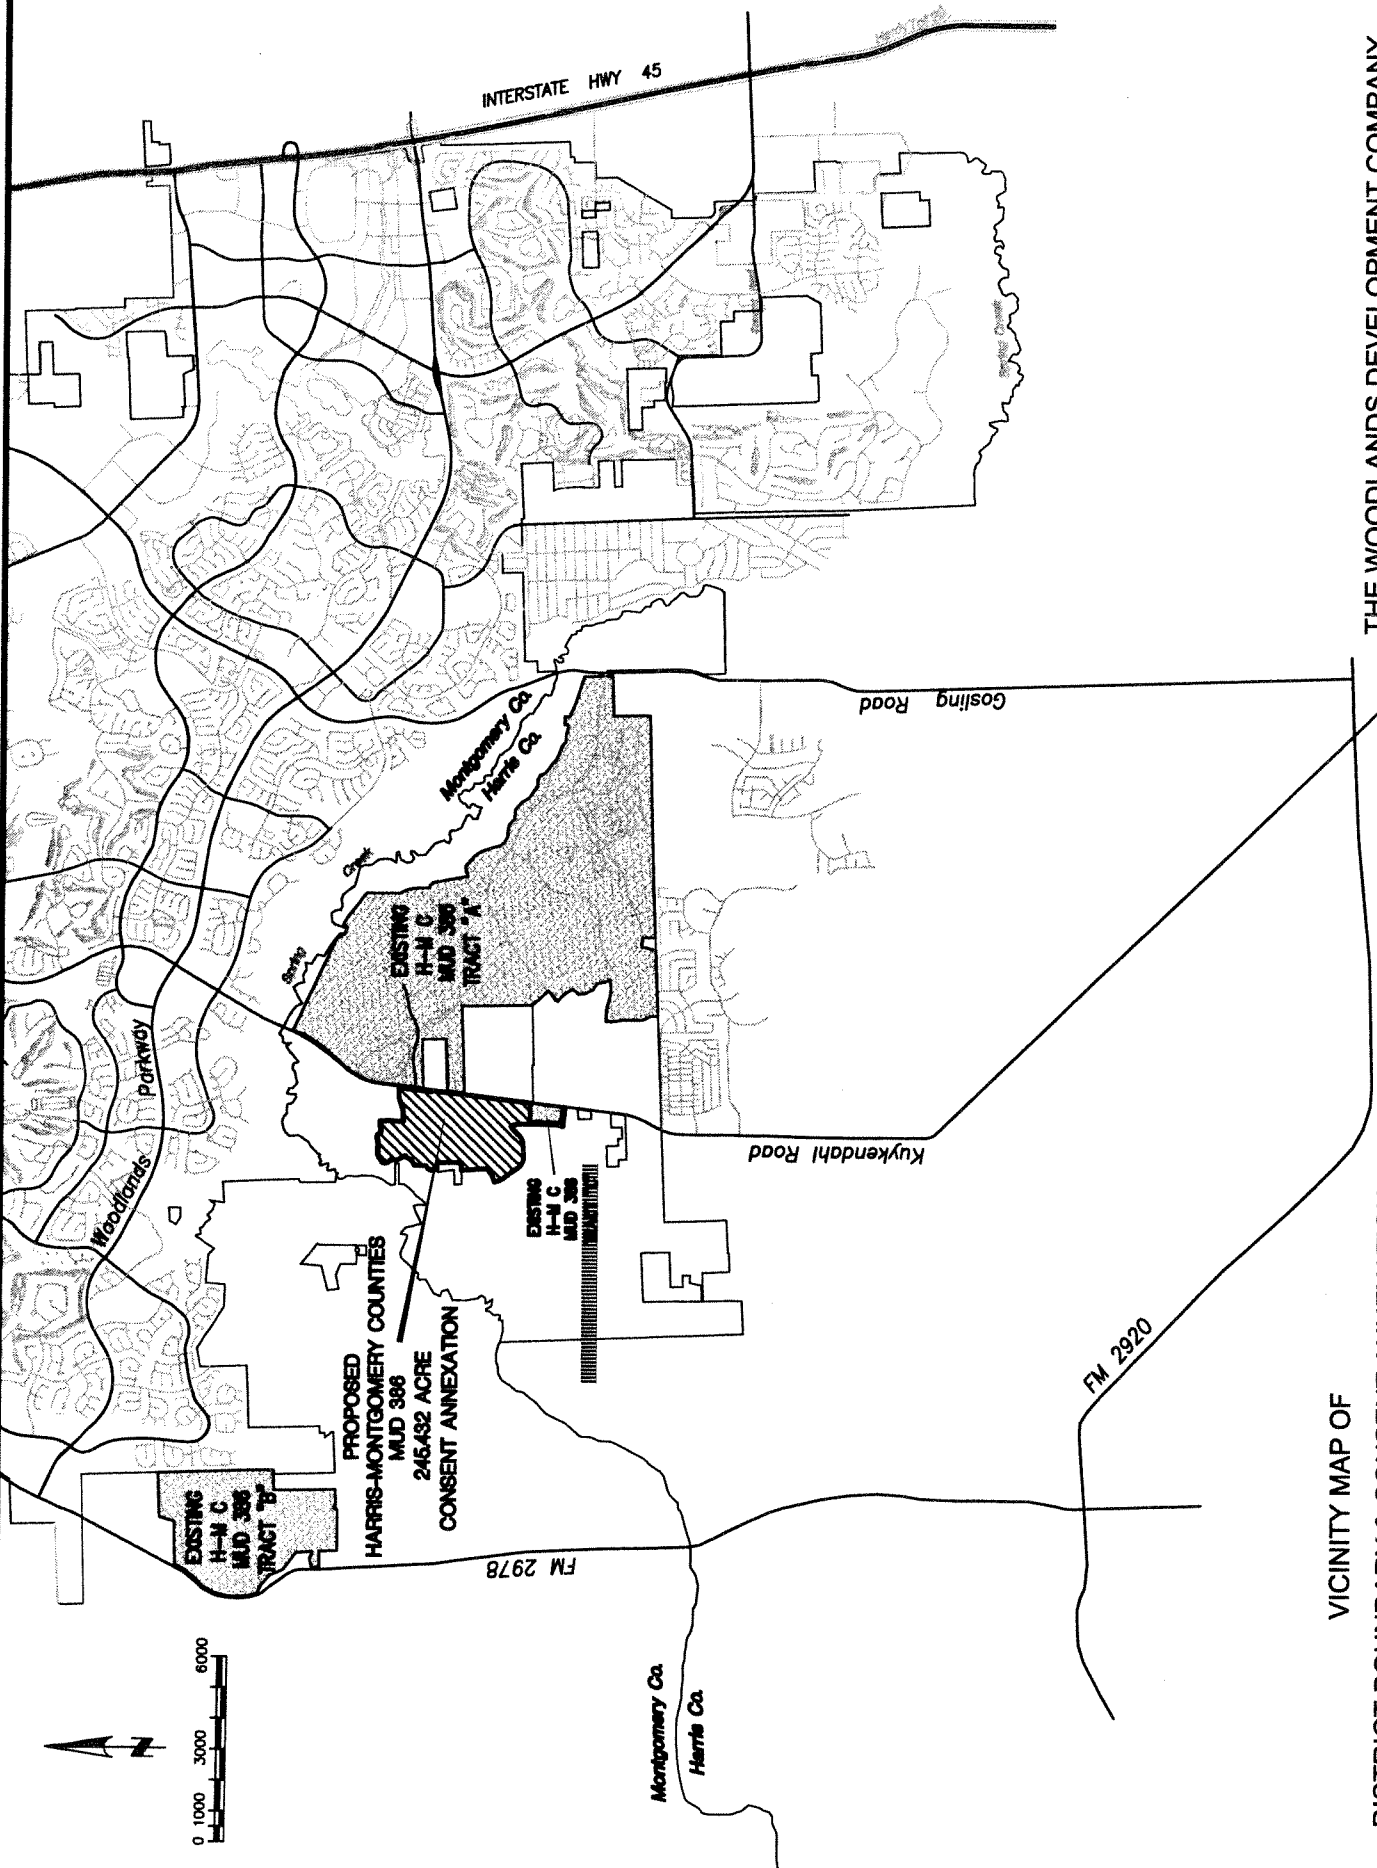 INTERSTATE HWY 45
Montgomery Co.
Harris Co.
Spring
Creek
Gosling Road
EXISTING
H-M C
MUD 386
TRACT "A"
Woodlands Parkway
Kuykendahl Road
EXISTING
H-M C
MUD 386
PROPOSED
HARRIS-MONTGOMERY COUNTIES
MUD 386
245.432 ACRE
CONSENT ANNEXATION
EXISTING
H-M C
MUD 386
TRACT "B"
FM 2978
FM 2920
N
0 1000 3000 6000
Montgomery Co.
Harris Co.
VICINITY MAP OF
THE WOODLANDS DEVELOPMENT COMPANY